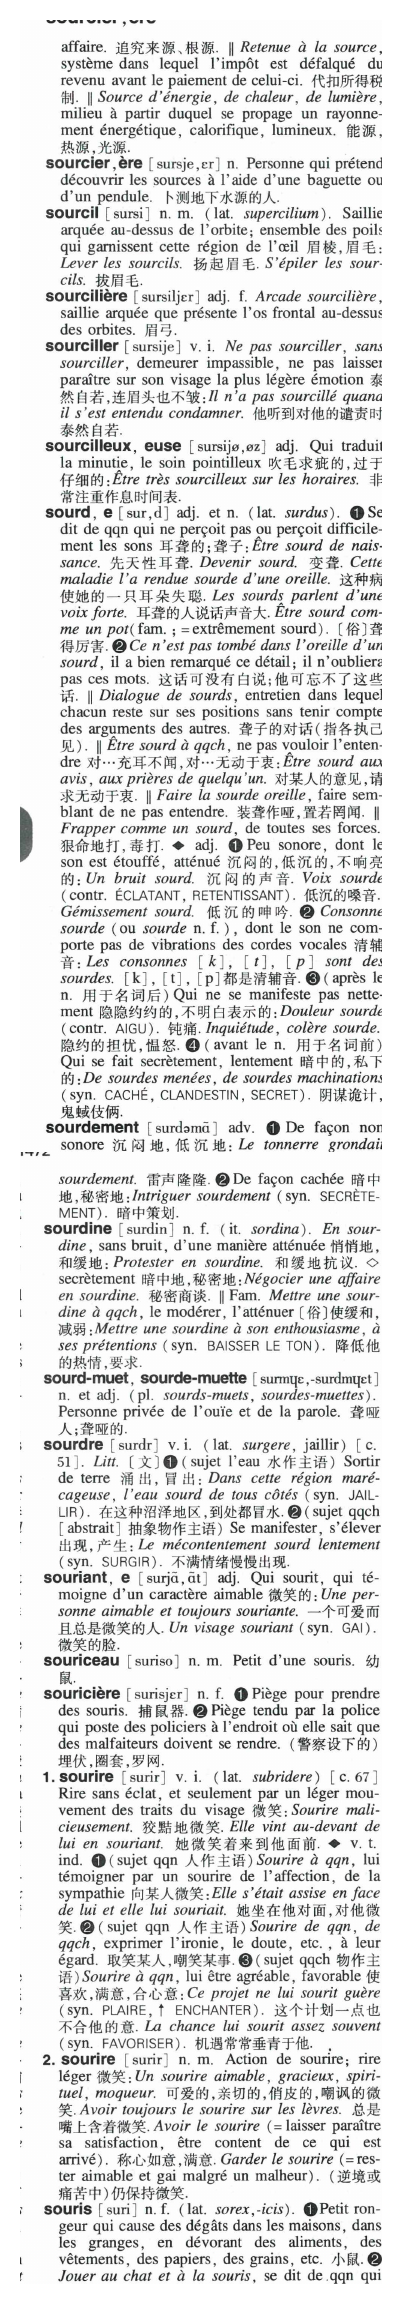 affaire. 追究来源、根源. ‖ Retenue à la source,
système dans lequel l'impôt est défalqué du
revenu avant le paiement de celui-ci. 代扣所得税
制. ‖ Source d'énergie, de chaleur, de lumière,
milieu à partir duquel se propage un rayonne-
ment énergétique, calorifique, lumineux. 能源,
热源,光源.
sourcier,ère [sursje,ɛr] n. Personne qui prétend
découvrir les sources à l'aide d'une baguette ou
d'un pendule. 卜测地下水源的人.
sourcil [sursi] n. m. (lat. supercilium). Saillie
arquée au-dessus de l'orbite; ensemble des poils
qui garnissent cette région de l'œil 眉棱,眉毛:
Lever les sourcils. 扬起眉毛. S'épiler les sour-
cils. 拔眉毛.
sourcilière [sursiljɛr] adj. f. Arcade sourcilière,
saillie arquée que présente l'os frontal au-dessus
des orbites. 眉弓.
sourciller [sursije] v. i. Ne pas sourciller, sans
sourciller, demeurer impassible, ne pas laisser
paraître sur son visage la plus légère émotion 泰
然自若,连眉头也不皱:Il n'a pas sourcillé quand
il s'est entendu condamner. 他听到对他的谴责时
泰然自若.
sourcilleux, euse [sursijø,øz] adj. Qui traduit
la minutie, le soin pointilleux 吹毛求疵的,过于
仔细的:Être très sourcilleux sur les horaires. 非
常注重作息时间表.
sourd, e [sur,d] adj. et n. (lat. surdus). ❶ Se
dit de qqn qui ne perçoit pas ou perçoit difficile-
ment les sons 耳聋的;聋子:Être sourd de nais-
sance. 先天性耳聋. Devenir sourd. 变聋. Cette
maladie l'a rendue sourde d'une oreille. 这种病
使她的一只耳朵失聪. Les sourds parlent d'une
voix forte. 耳聋的人说话声音大. Être sourd com-
me un pot(fam. ; = extrêmement sourd). 〔俗〕聋
得厉害. ❷ Ce n'est pas tombé dans l'oreille d'un
sourd, il a bien remarqué ce détail; il n'oubliera
pas ces mots. 这话可没有白说;他可忘不了这些
话. ‖ Dialogue de sourds, entretien dans lequel
chacun reste sur ses positions sans tenir compte
des arguments des autres. 聋子的对话(指各执己
见). ‖ Être sourd à qqch, ne pas vouloir l'enten-
dre 对…充耳不闻,对…无动于衷:Être sourd aux
avis, aux prières de quelqu'un. 对某人的意见,请
求无动于衷. ‖ Faire la sourde oreille, faire sem-
blant de ne pas entendre. 装聋作哑,置若罔闻. ‖
Frapper comme un sourd, de toutes ses forces.
狠命地打,毒打. ◆ adj. ❶ Peu sonore, dont le
son est étouffé, atténué 沉闷的,低沉的,不响亮
的: Un bruit sourd. 沉闷的声音. Voix sourde
(contr. ÉCLATANT, RETENTISSANT). 低沉的嗓音.
Gémissement sourd. 低沉的呻吟. ❷ Consonne
sourde (ou sourde n. f.), dont le son ne com-
porte pas de vibrations des cordes vocales 清辅
音: Les consonnes [k], [t], [p] sont des
sourdes. [k], [t], [p]都是清辅音. ❸ (après le
n. 用于名词后) Qui ne se manifeste pas nette-
ment 隐隐约约的,不明白表示的:Douleur sourde
(contr. AIGU). 钝痛. Inquiétude, colère sourde.
隐约的担忧,愠怒. ❹ (avant le n. 用于名词前)
Qui se fait secrètement, lentement 暗中的,私下
的:De sourdes menées, de sourdes machinations
(syn. CACHÉ, CLANDESTIN, SECRET). 阴谋诡计,
鬼蜮伎俩.
sourdement [surdəmɑ̃] adv. ❶ De façon non
sonore 沉闷地,低沉地: Le tonnerre grondait
sourdement. 雷声隆隆. ❷ De façon cachée 暗中
地,秘密地:Intriguer sourdement (syn. SECRÈTE-
MENT). 暗中策划.
sourdine [surdin] n. f. (it. sordina). En sour-
dine, sans bruit, d'une manière atténuée 悄悄地,
和缓地: Protester en sourdine. 和缓地抗议. ◇
secrètement 暗中地,秘密地:Négocier une affaire
en sourdine. 秘密商谈. ‖ Fam. Mettre une sour-
dine à qqch, le modérer, l'atténuer〔俗〕使缓和,
减弱:Mettre une sourdine à son enthousiasme, à
ses prétentions (syn. BAISSER LE TON). 降低他
的热情,要求.
sourd-muet, sourde-muette [surmɥɛ,-surdmɥɛt]
n. et adj. (pl. sourds-muets, sourdes-muettes).
Personne privée de l'ouïe et de la parole. 聋哑
人;聋哑的.
sourdre [surdr] v. i. (lat. surgere, jaillir) [c.
51]. Litt. 〔文〕❶ (sujet l'eau 水作主语) Sortir
de terre 涌出,冒出: Dans cette région maré-
cageuse, l'eau sourd de tous côtés (syn. JAIL-
LIR). 在这种沼泽地区,到处都冒水. ❷ (sujet qqch
[abstrait] 抽象物作主语) Se manifester, s'élever
出现,产生: Le mécontentement sourd lentement
(syn. SURGIR). 不满情绪慢慢出现.
souriant, e [surjɑ̃,ɑ̃t] adj. Qui sourit, qui té-
moigne d'un caractère aimable 微笑的: Une per-
sonne aimable et toujours souriante. 一个可爱而
且总是微笑的人. Un visage souriant (syn. GAI).
微笑的脸.
souriceau [suriso] n. m. Petit d'une souris. 幼
鼠.
souricière [surisjɛr] n. f. ❶ Piège pour prendre
des souris. 捕鼠器. ❷ Piège tendu par la police
qui poste des policiers à l'endroit où elle sait que
des malfaiteurs doivent se rendre. (警察设下的)
埋伏,圈套,罗网.
1. sourire [surir] v. i. (lat. subridere) [c. 67]
Rire sans éclat, et seulement par un léger mou-
vement des traits du visage 微笑: Sourire mali-
cieusement. 狡黠地微笑. Elle vint au-devant de
lui en souriant. 她微笑着来到他面前. ◆ v. t.
ind. ❶ (sujet qqn 人作主语) Sourire à qqn, lui
témoigner par un sourire de l'affection, de la
sympathie 向某人微笑:Elle s'était assise en face
de lui et elle lui souriait. 她坐在他对面,对他微
笑. ❷ (sujet qqn 人作主语) Sourire de qqn, de
qqch, exprimer l'ironie, le doute, etc., à leur
égard. 取笑某人,嘲笑某事. ❸ (sujet qqch 物作主
语) Sourire à qqn, lui être agréable, favorable 使
喜欢,满意,合心意: Ce projet ne lui sourit guère
(syn. PLAIRE, ↑ ENCHANTER). 这个计划一点也
不合他的意. La chance lui sourit assez souvent
(syn. FAVORISER). 机遇常常垂青于他.
2. sourire [surir] n. m. Action de sourire; rire
léger 微笑: Un sourire aimable, gracieux, spiri-
tuel, moqueur. 可爱的,亲切的,俏皮的,嘲讽的微
笑. Avoir toujours le sourire sur les lèvres. 总是
嘴上含着微笑. Avoir le sourire (= laisser paraître
sa satisfaction, être content de ce qui est
arrivé). 称心如意,满意. Garder le sourire (= res-
ter aimable et gai malgré un malheur). (逆境或
痛苦中)仍保持微笑.
souris [suri] n. f. (lat. sorex,-icis). ❶ Petit ron-
geur qui cause des dégâts dans les maisons, dans
les granges, en dévorant des aliments, des
vêtements, des papiers, des grains, etc. 小鼠. ❷
Jouer au chat et à la souris, se dit de qqn qui